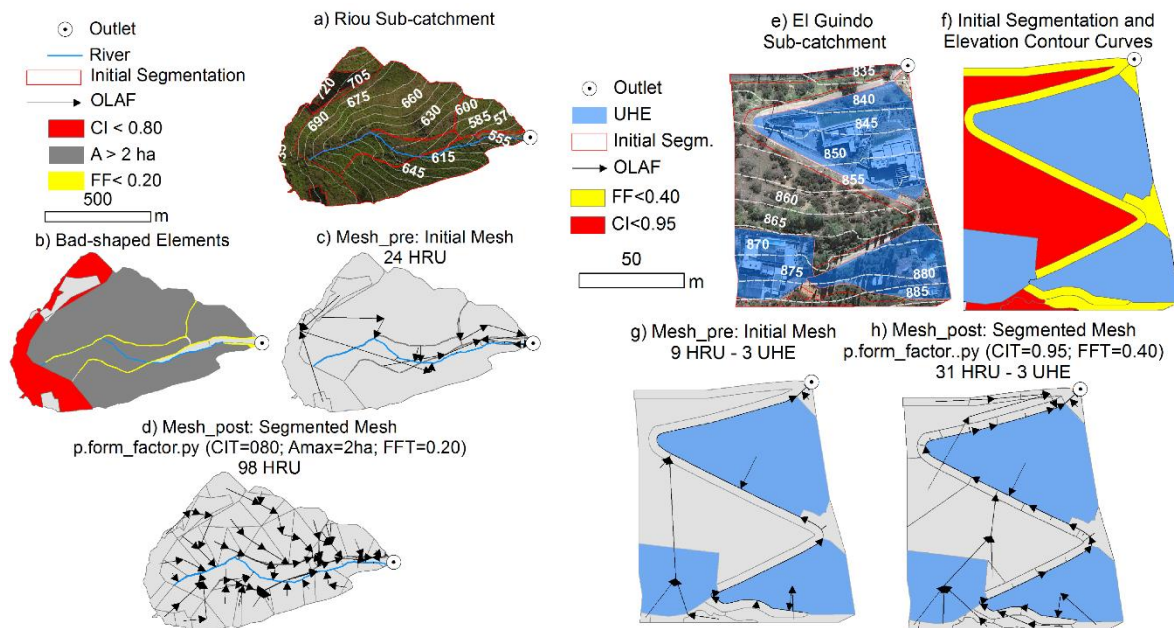 a) Riou Sub-catchment
Outlet
River
Initial Segmentation
OLAF
CI < 0.80
A > 2 ha
FF< 0.20
500
m
720
705
675
690
660
630
600
585
57
555
615
645
b) Bad-shaped Elements
c) Mesh_pre: Initial Mesh
24 HRU
d) Mesh_post: Segmented Mesh
p.form_factor.py (CIT=080; Amax=2ha; FFT=0.20)
98 HRU
e) El Guindo
Sub-catchment
Outlet
UHE
Initial Segm.
OLAF
FF<0.40
CI<0.95
50
m
835
840
845
850
855
860
865
870
875
880
885
f) Initial Segmentation and
Elevation Contour Curves
g) Mesh_pre: Initial Mesh
9 HRU - 3 UHE
h) Mesh_post: Segmented Mesh
p.form_factor..py (CIT=0.95; FFT=0.40)
31 HRU - 3 UHE